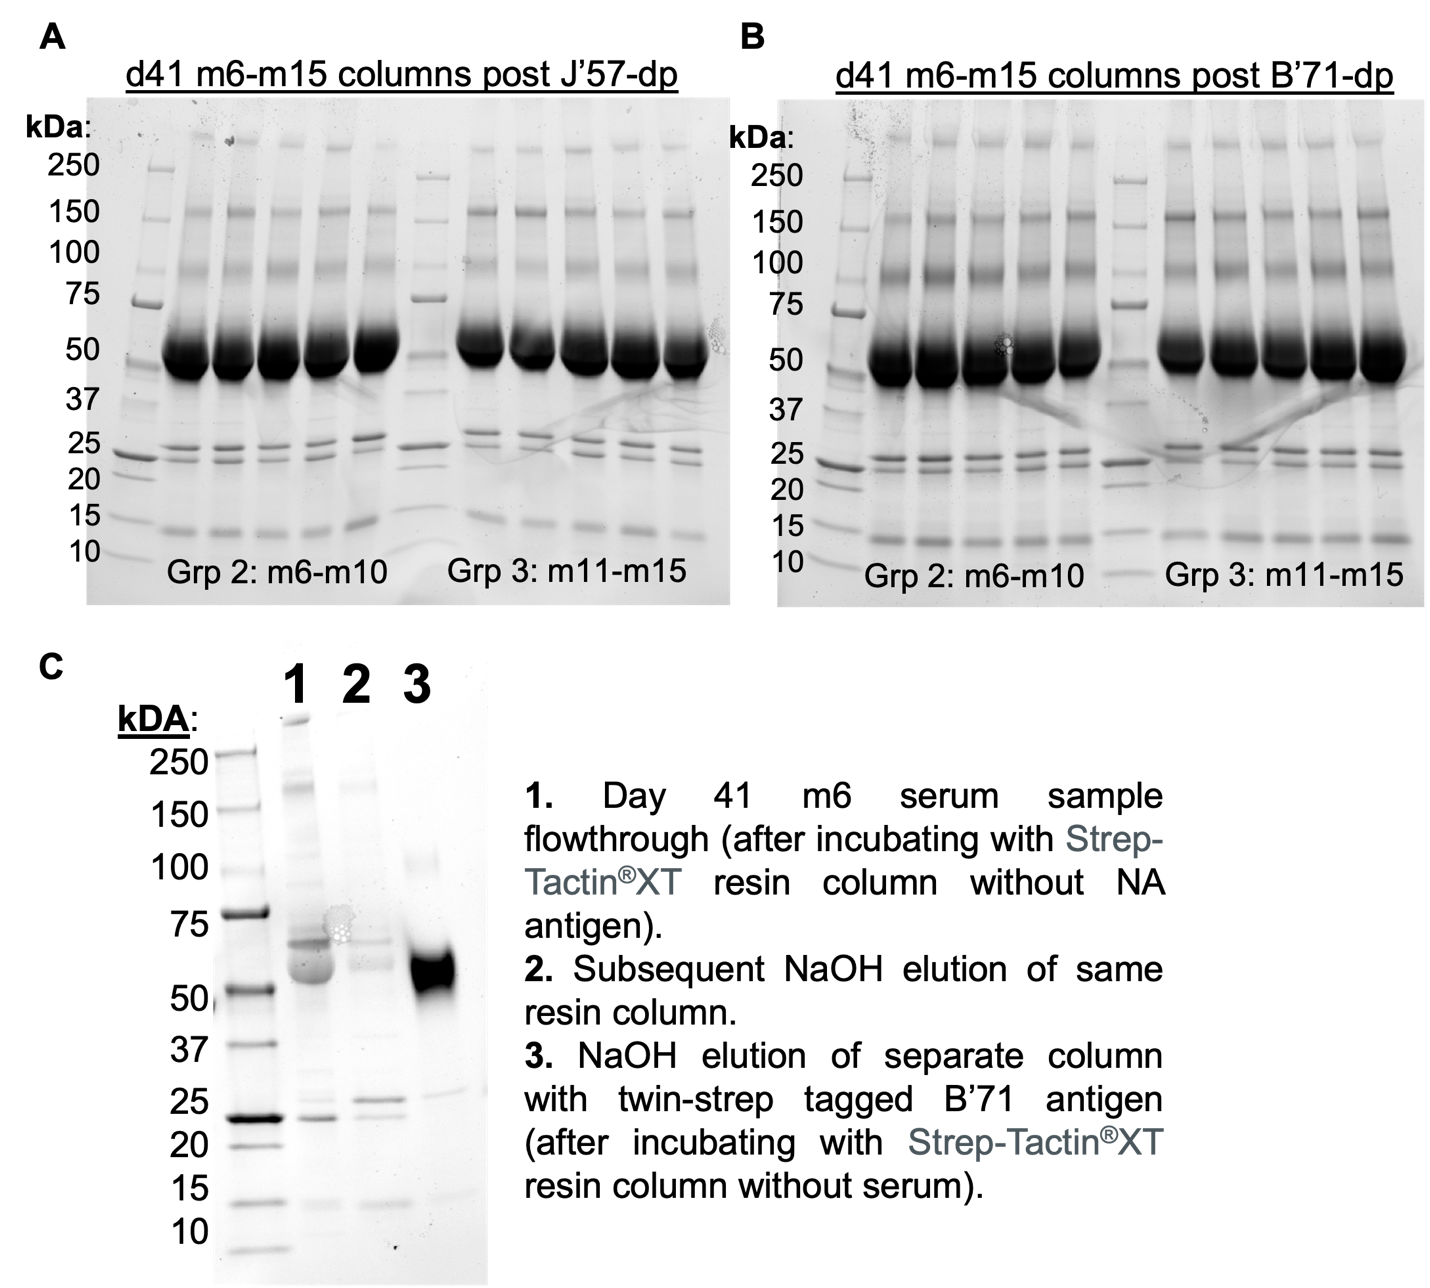 A
d41 m6-m15 columns post J’57-dp
kDa:
250
150
100
75
50
37
25
20
15
10
Grp 2: m6-m10
Grp 3: m11-m15
B
d41 m6-m15 columns post B’71-dp
kDa:
250
150
100
75
50
37
25
20
15
10
Grp 2: m6-m10
Grp 3: m11-m15
C
1 2 3
kDA:
250
150
100
75
50
37
25
20
15
10
1. Day 41 m6 serum sample
flowthrough (after incubating with Strep-
Tactin®XT resin column without NA
antigen).
2. Subsequent NaOH elution of same
resin column.
3. NaOH elution of separate column
with twin-strep tagged B’71 antigen
(after incubating with Strep-Tactin®XT
resin column without serum).